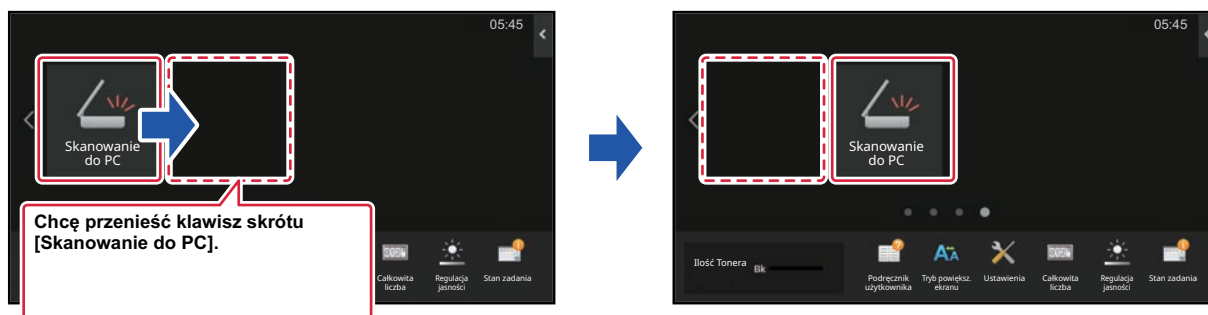 05:45
Skanowanie
do PC
Chcę przenieść klawisz skrótu
[Skanowanie do PC].
Całkowita
liczba
Regulacja
jasności
Stan zadania
05:45
Skanowanie
do PC
Ilość Tonera
Bk
Podręcznik
użytkownika
Tryb powiększ.
ekranu
Ustawienia
Całkowita
liczba
Regulacja
jasności
Stan zadania